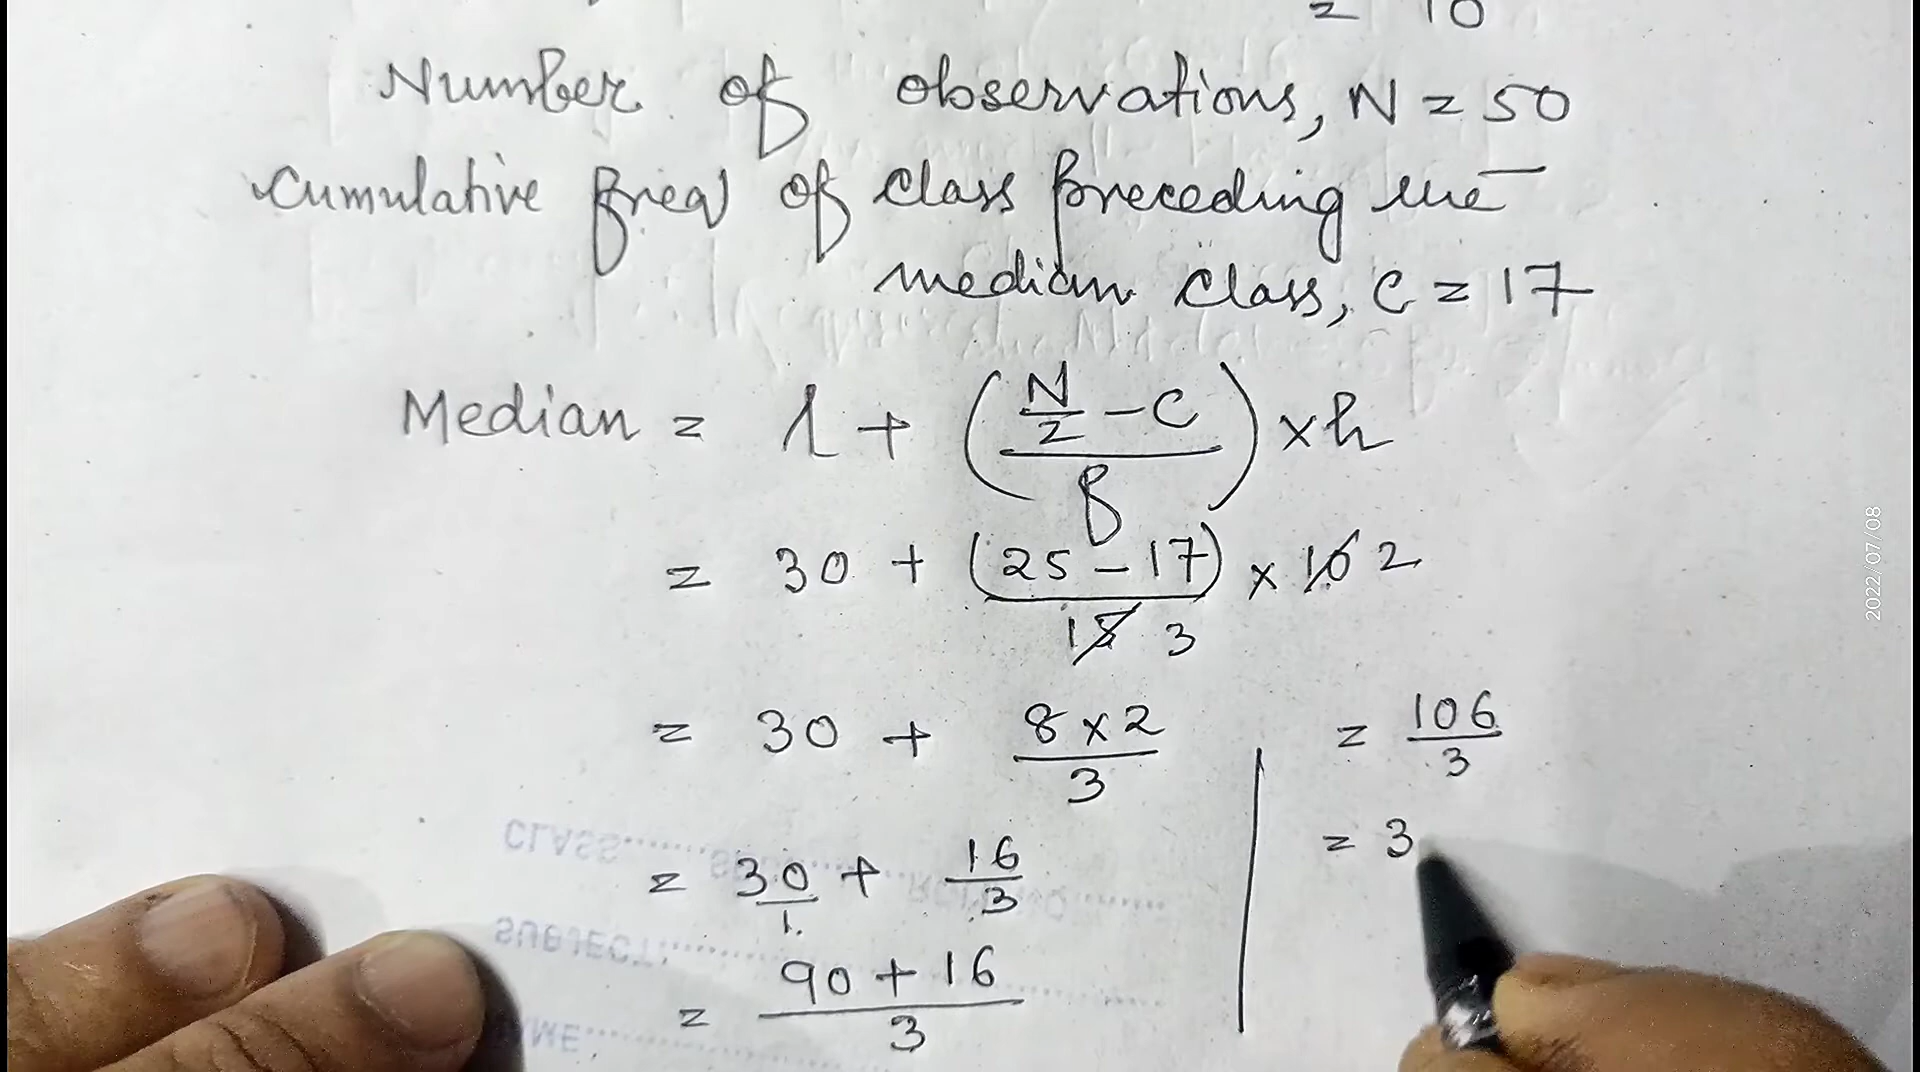 = 10
Number of observations, N = 50
Cumulative freq of class preceding the
median class, C = 17
Median = l + ( (N/2 - C) / f ) × h
= 30 + (25 - 17) / 15 3 × 10 2
= 30 + (8 × 2) / 3
= 30/1 + 16/3
= (90 + 16) / 3
= 106/3
= 3
CLASS
SUBJECT
2022/07/08